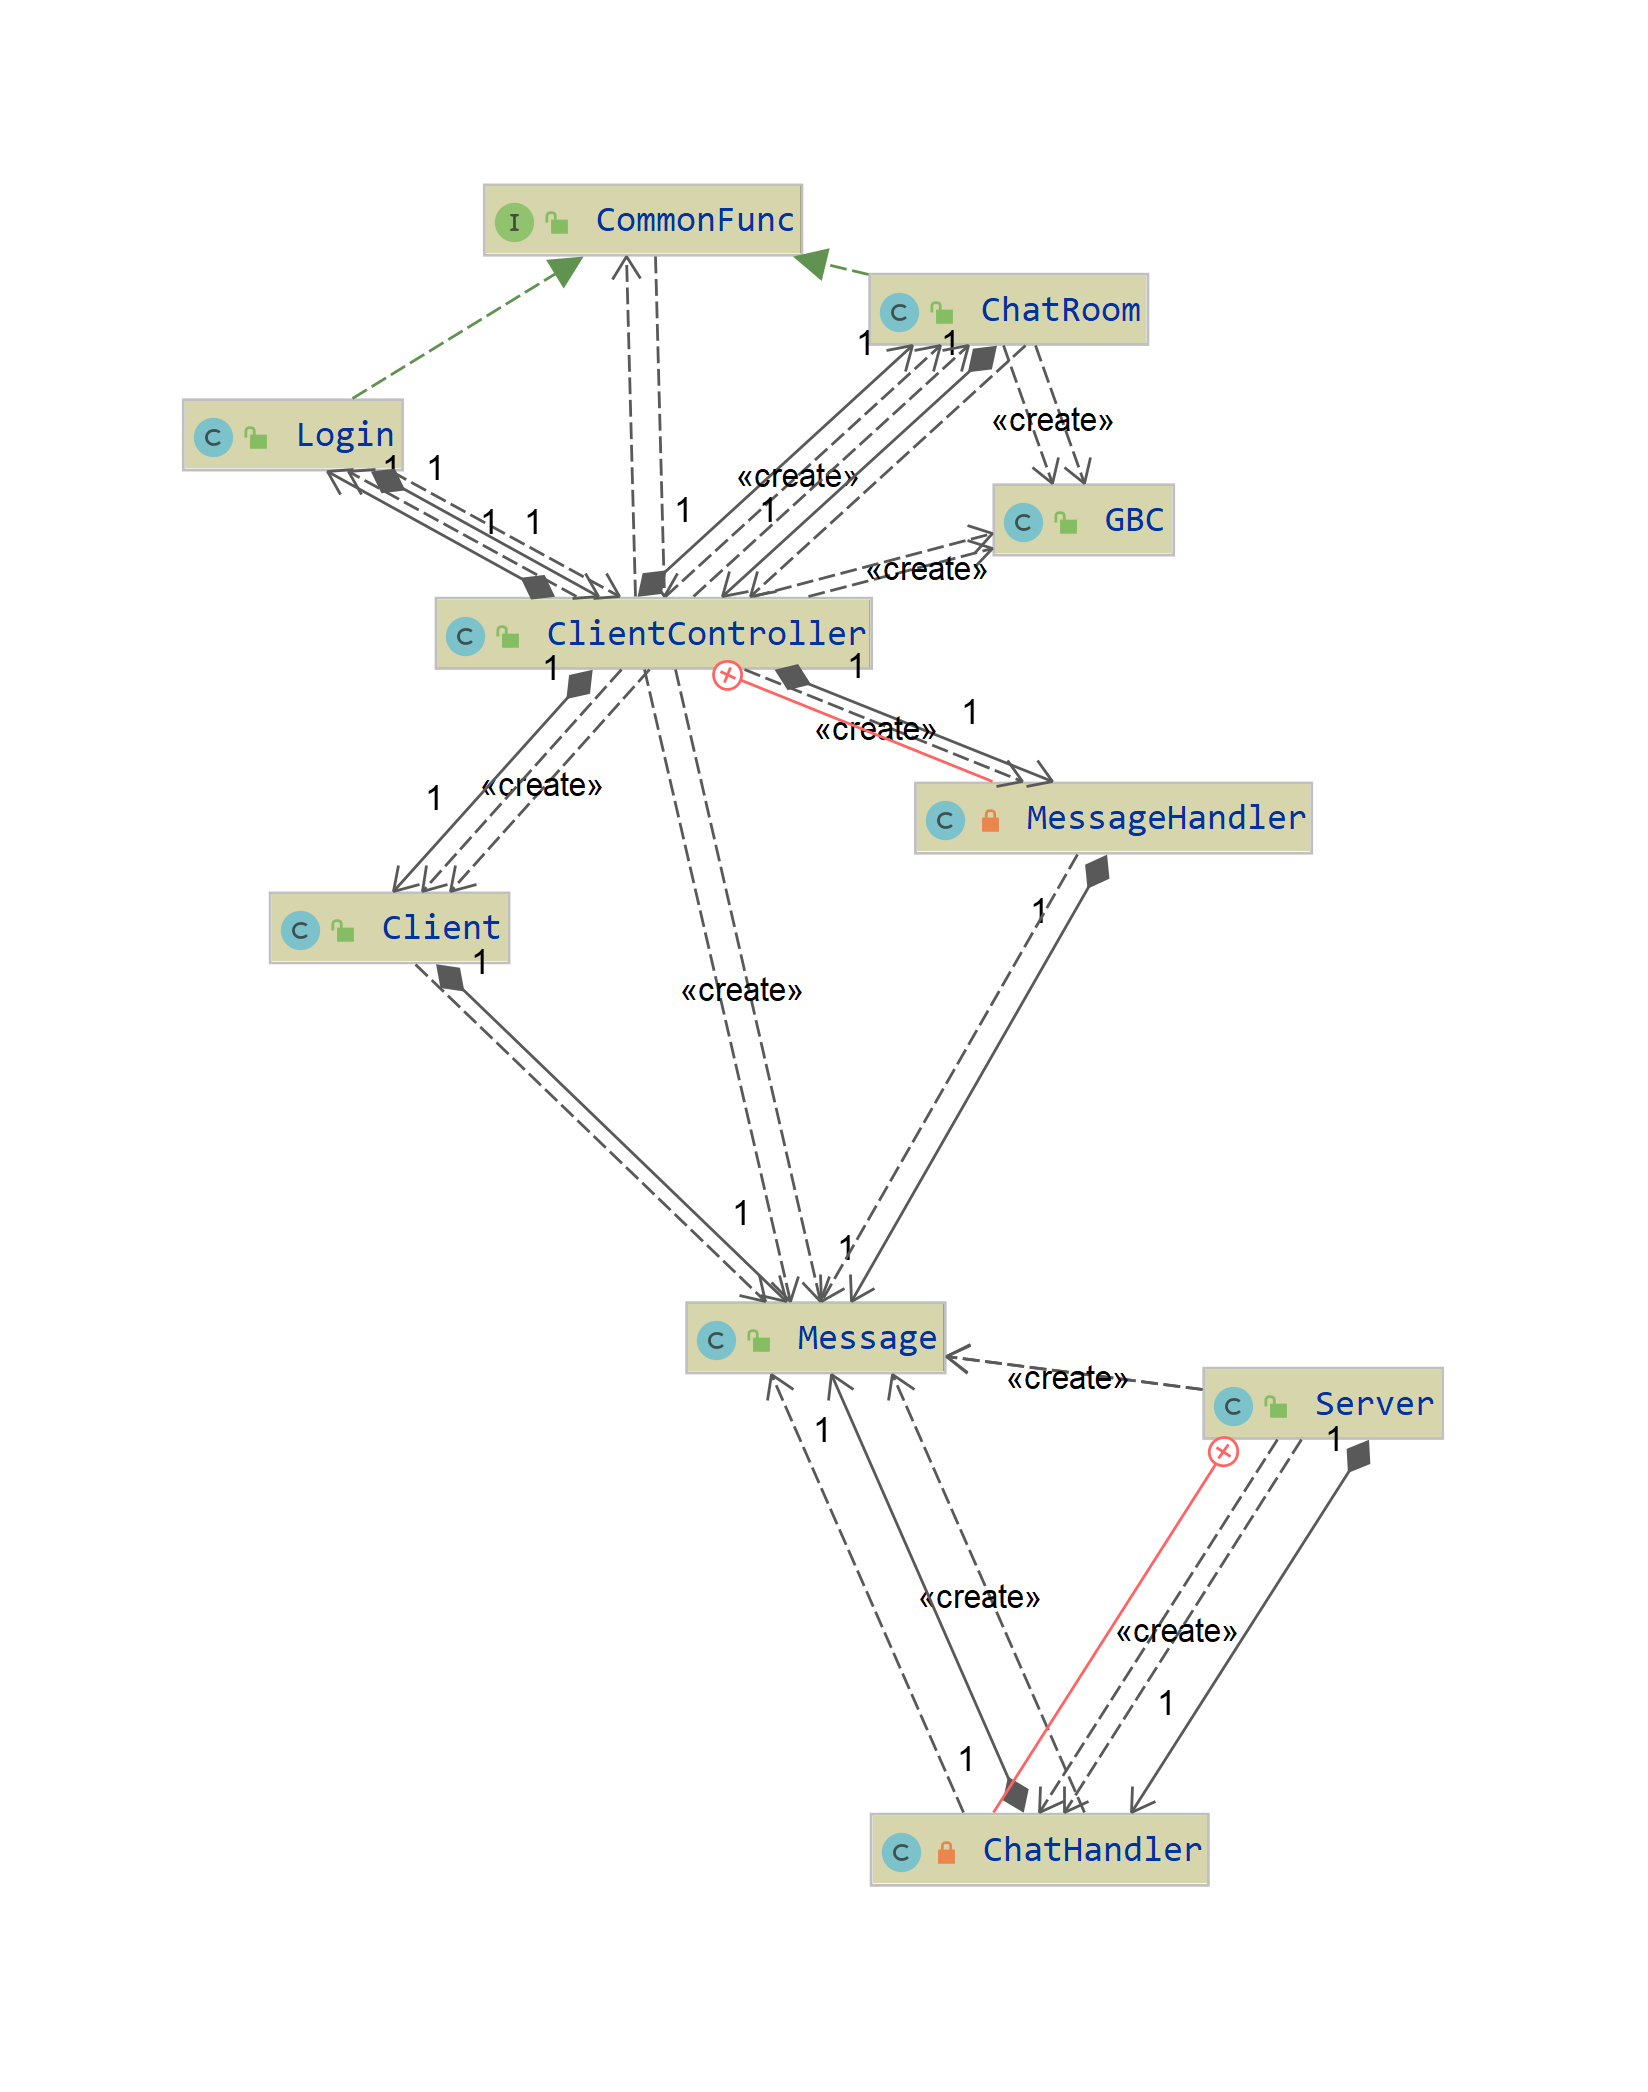 I CommonFunc
C ChatRoom
1 1
C Login
1 1
«create»
«create»
1 1
1 1
C GBC
«create»
C ClientController
1 1
1
«create»
«create»
1
C MessageHandler
1
C Client
1
«create»
1
1
C Message
«create»
C Server
1
1
«create»
«create»
1
1
C ChatHandler